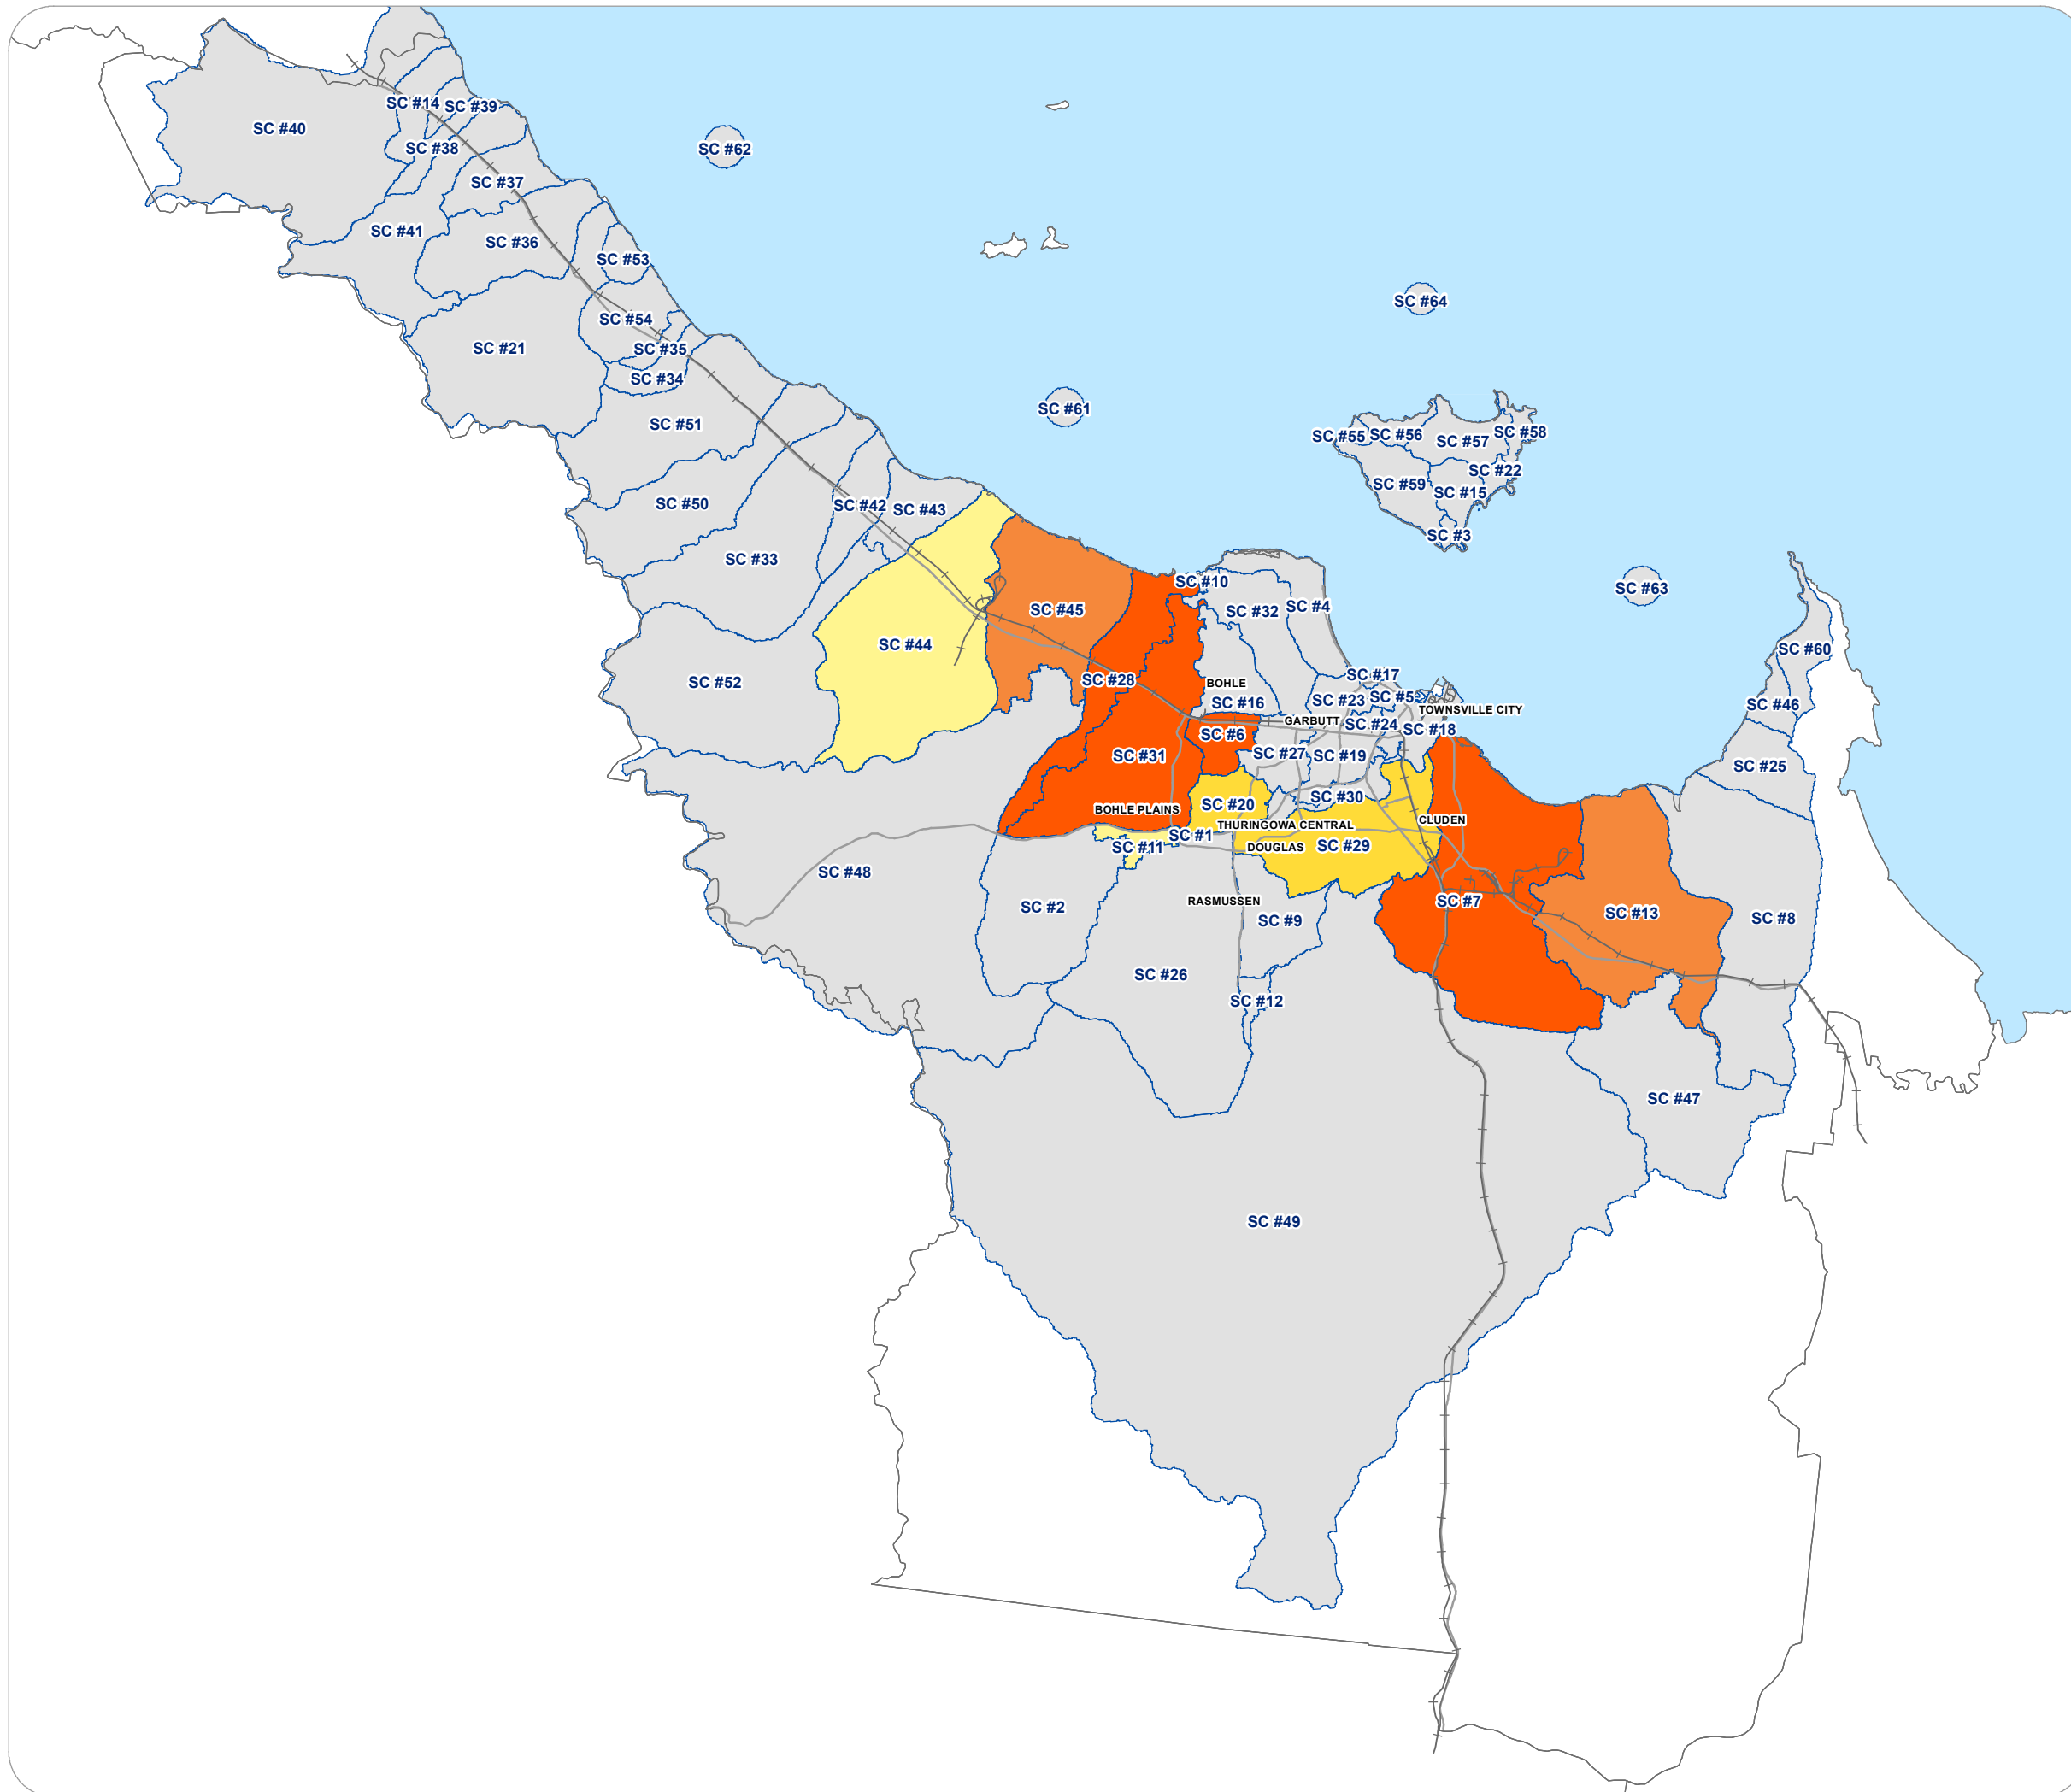 SC #14
SC #39
SC #40
SC #38
SC #62
SC #37
SC #41
SC #36
SC #53
SC #64
SC #54
SC #21
SC #35
SC #34
SC #61
SC #51
SC #55
SC #56
SC #57
SC #58
SC #22
SC #59
SC #15
SC #50
SC #42
SC #43
SC #3
SC #33
SC #10
SC #63
SC #45
SC #32
SC #4
SC #44
SC #60
SC #52
SC #28
BOHLE
SC #17
SC #16
SC #23
SC #5
SC #46
TOWNSVILLE CITY
GARBUTT
SC #24
SC #18
SC #6
SC #31
SC #27
SC #19
SC #25
SC #30
SC #20
BOHLE PLAINS
THURINGOWA CENTRAL
CLUDEN
SC #1
SC #11
DOUGLAS
SC #29
SC #48
RASMUSSEN
SC #7
SC #2
SC #9
SC #13
SC #8
SC #26
SC #12
SC #47
SC #49